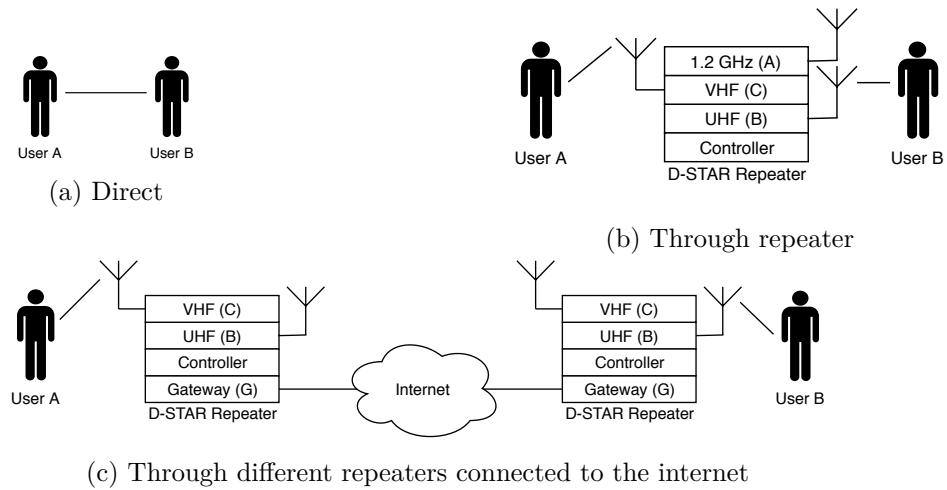 User A
User B
(a) Direct
User A
1.2 GHz (A)
VHF (C)
UHF (B)
Controller
D-STAR Repeater
User B
(b) Through repeater
User A
VHF (C)
UHF (B)
Controller
Gateway (G)
D-STAR Repeater
Internet
VHF (C)
UHF (B)
Controller
Gateway (G)
D-STAR Repeater
User B
(c) Through different repeaters connected to the internet